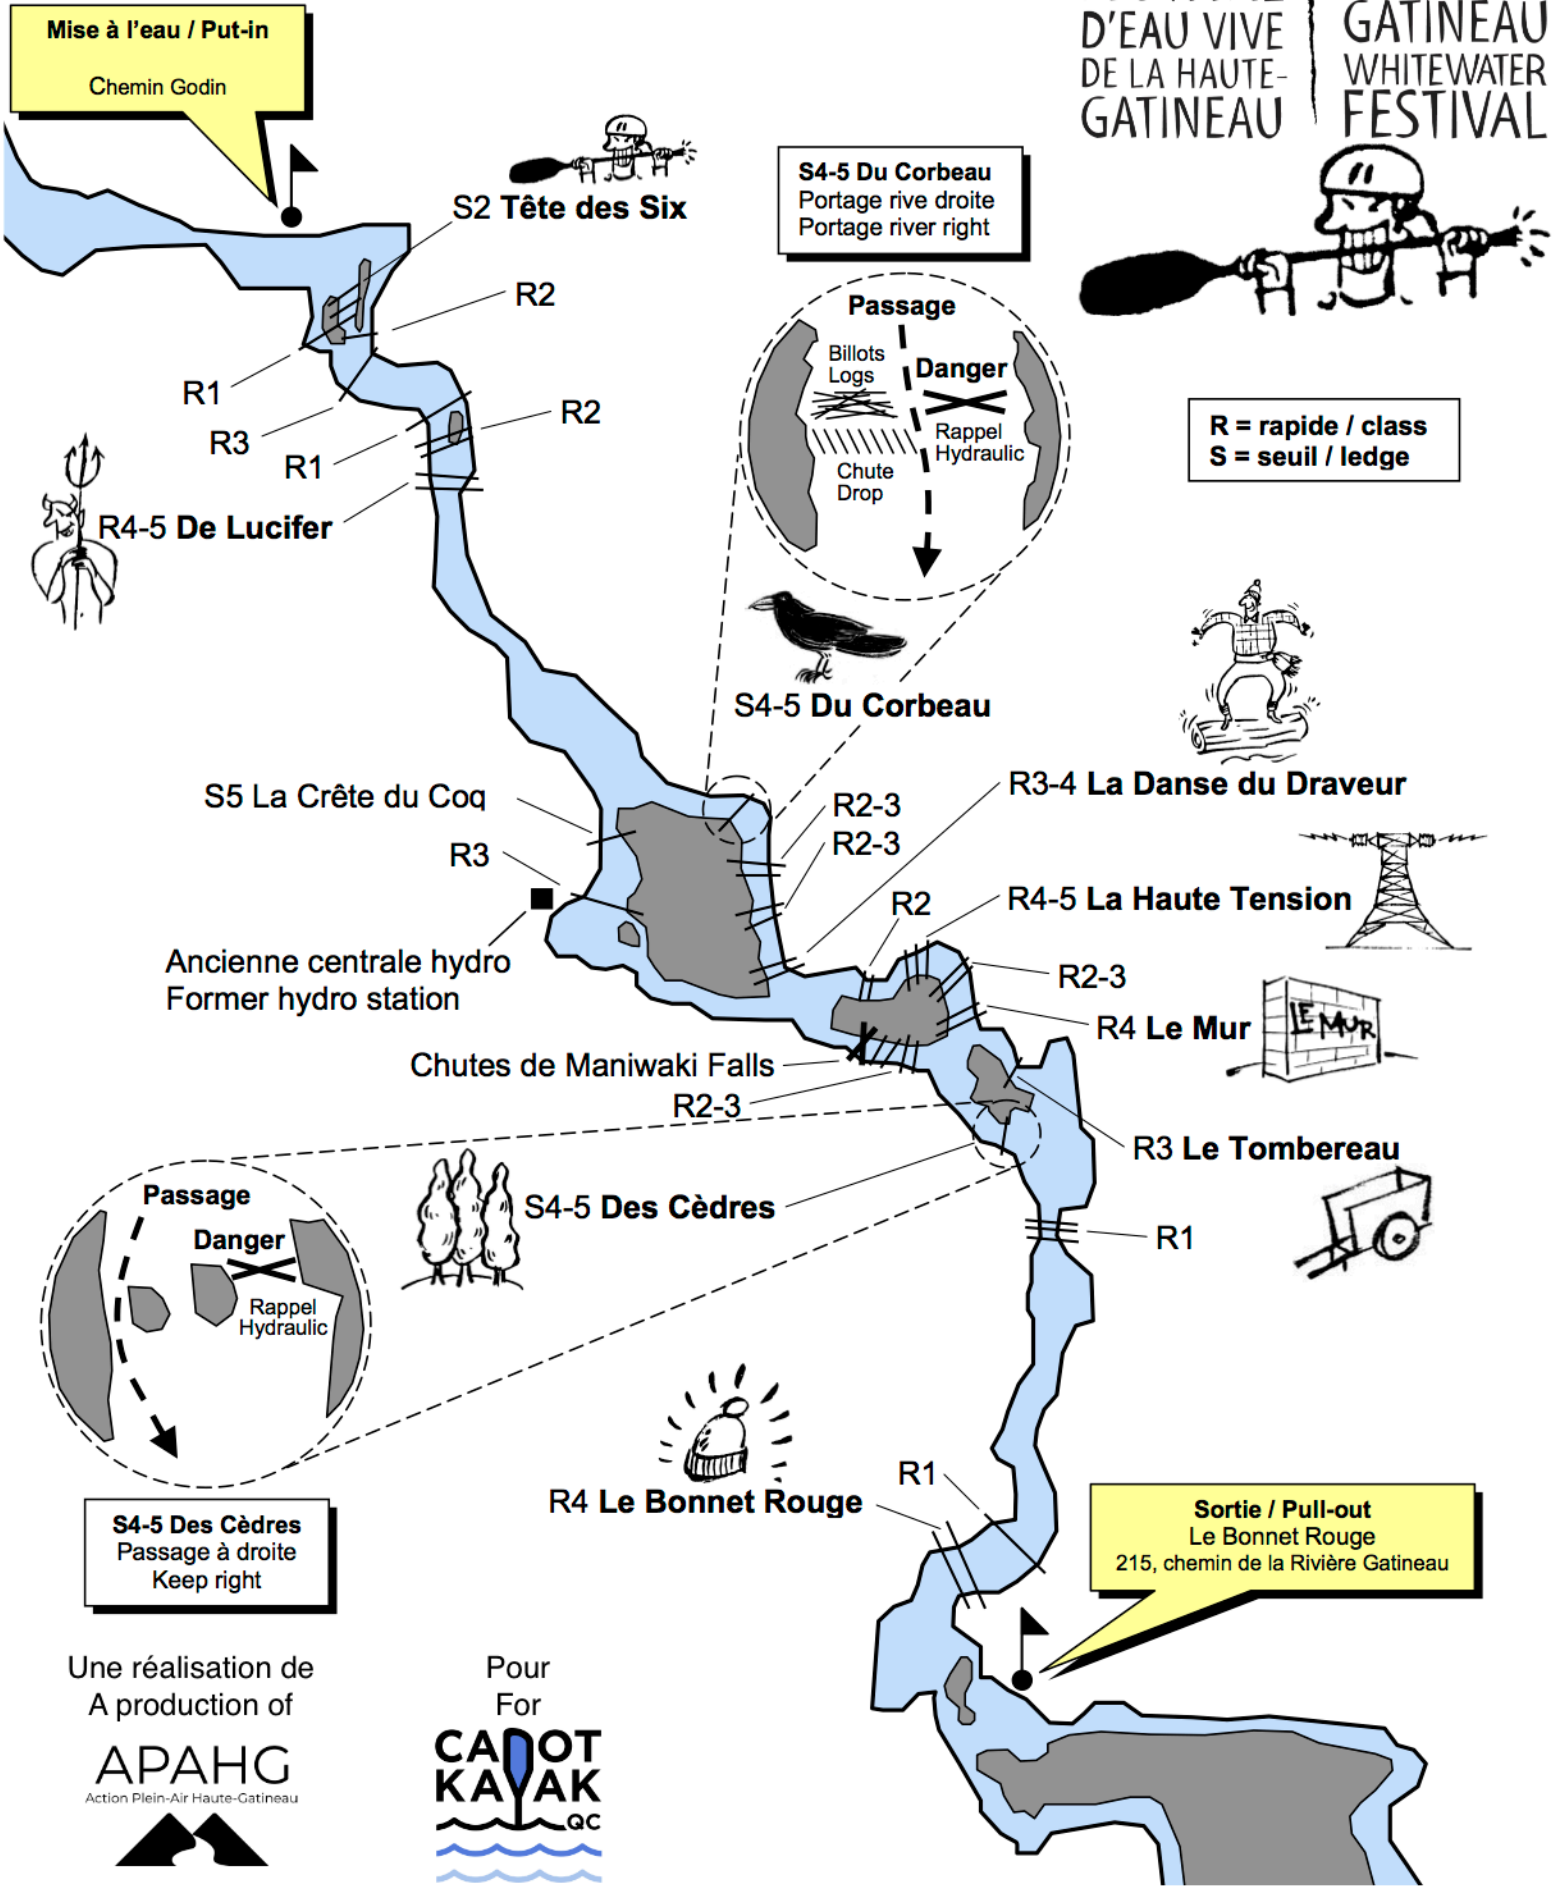 Mise à l'eau / Put-in
Chemin Godin
D'EAU VIVE
DE LA HAUTE-
GATINEAU
GATINEAU
WHITEWATER
FESTIVAL
S2 Tête des Six
R2
R1
R3
R1
R2
R4-5 De Lucifer
S4-5 Du Corbeau
Portage rive droite
Portage river right
Passage
Billots
Logs
Danger
Rappel
Hydraulic
Chute
Drop
R = rapide / class
S = seuil / ledge
S4-5 Du Corbeau
R3-4 La Danse du Draveur
S5 La Crête du Coq
R2-3
R2-3
R3
R2
R4-5 La Haute Tension
Ancienne centrale hydro
Former hydro station
R2-3
R4 Le Mur
LE MUR
Chutes de Maniwaki Falls
R2-3
R3 Le Tombereau
S4-5 Des Cèdres
R1
Passage
Danger
Rappel
Hydraulic
S4-5 Des Cèdres
Passage à droite
Keep right
R1
R4 Le Bonnet Rouge
Sortie / Pull-out
Le Bonnet Rouge
215, chemin de la Rivière Gatineau
Une réalisation de
A production of
APAHG
Action Plein-Air Haute-Gatineau
Pour
For
CANOT
KAYAK
QC